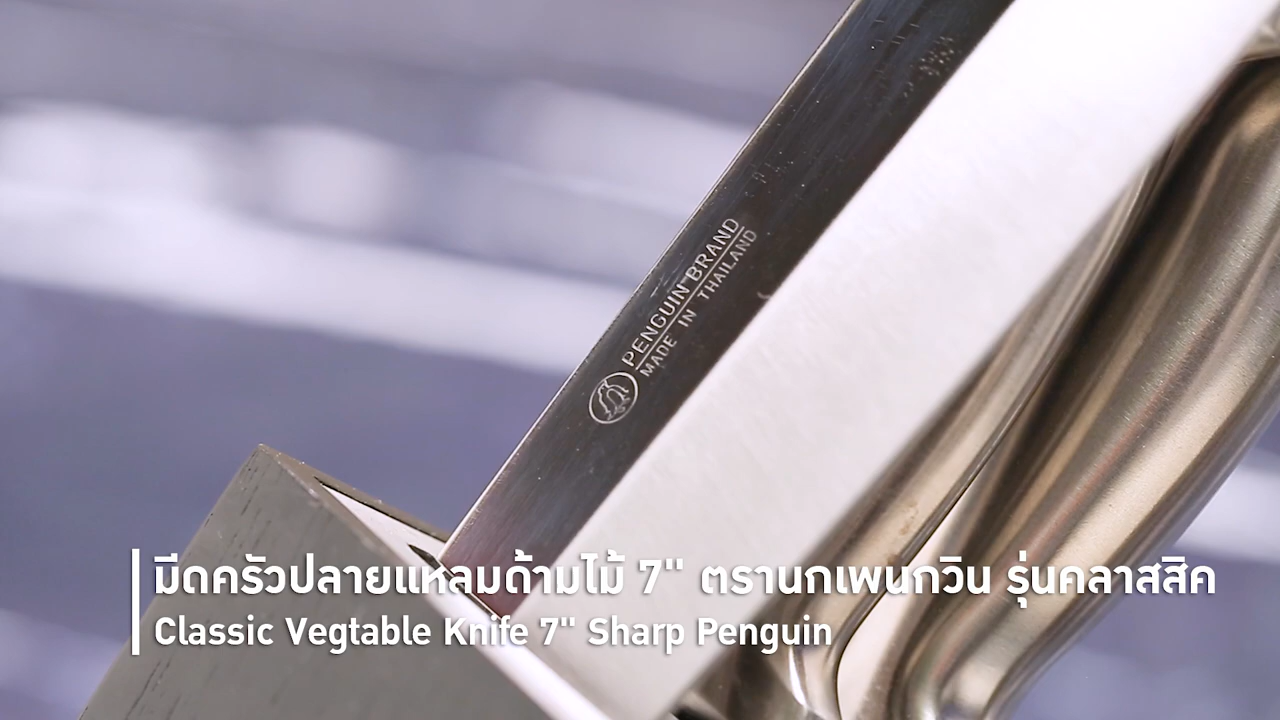 PENGUIN BRAND
MADE IN THAILAND
มีดครัวปลายแหลมด้ามไม้ 7" ตรานกเพนกวิน รุ่นคลาสสิค
Classic Vegtable Knife 7" Sharp Penguin